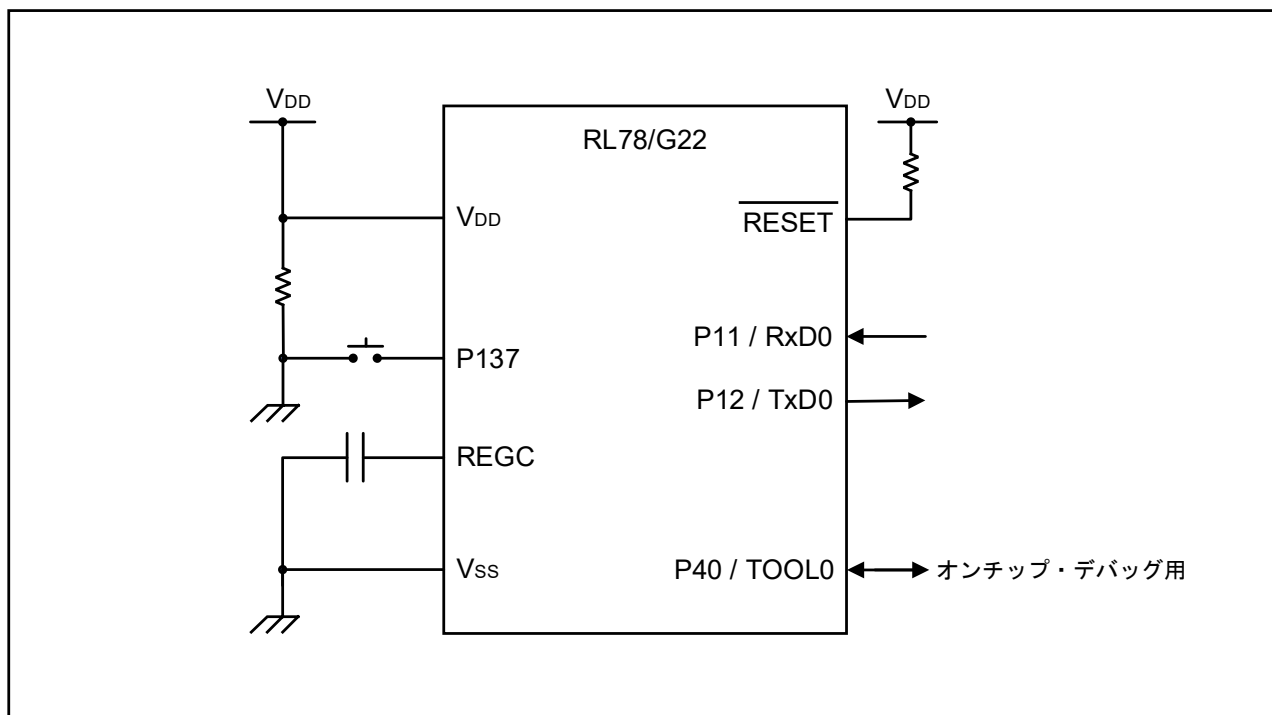 VDD
VDD
RL78/G22
VDD
RESET
P11 / RxD0
P137
P12 / TxD0
REGC
VSS
P40 / TOOL0
オンチップ・デバッグ用